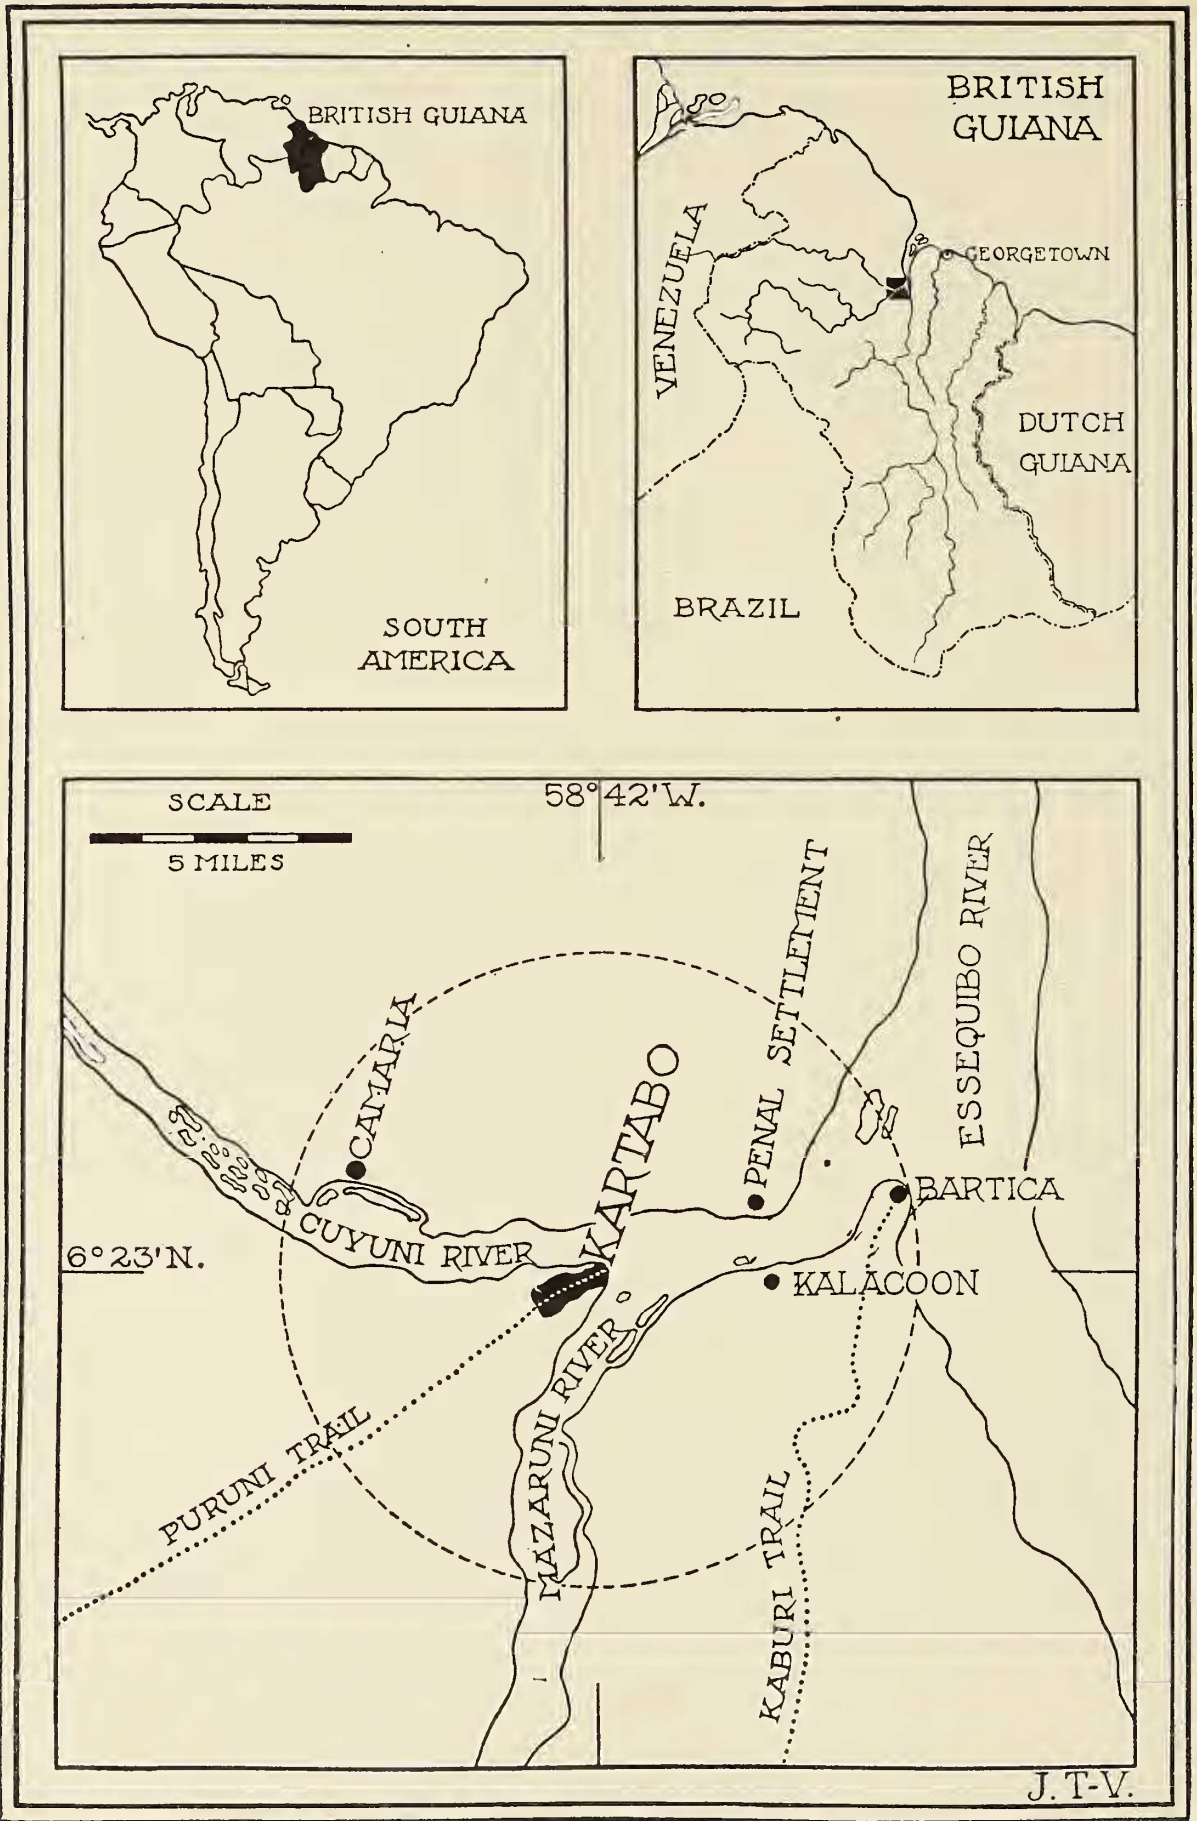 BRITISH GUIANA
SOUTH
AMERICA
BRITISH
GUIANA
VENEZUELA
GEORGETOWN
DUTCH
GUIANA
BRAZIL
SCALE
5 MILES
58°42'W.
PENAL SETTLEMENT
ESSEQUIBO RIVER
CAMARIA
KARTABO
BARTICA
CUYUNI RIVER
6°23'N.
KALACOON
MAZARUNI RIVER
PURUNI TRAIL
KABURI TRAIL
J. T-V.